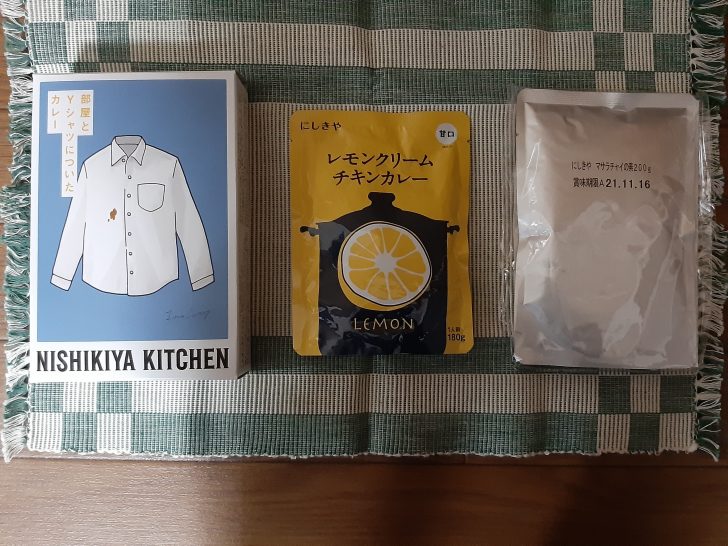 部屋と
Yシャツについた
カレー
NISHIKIYA KITCHEN
にしきや
甘口
レモンクリーム
チキンカレー
LEMON
1人前
180g
にしきや マサラチャイの素200g
賞味期限A21.11.16